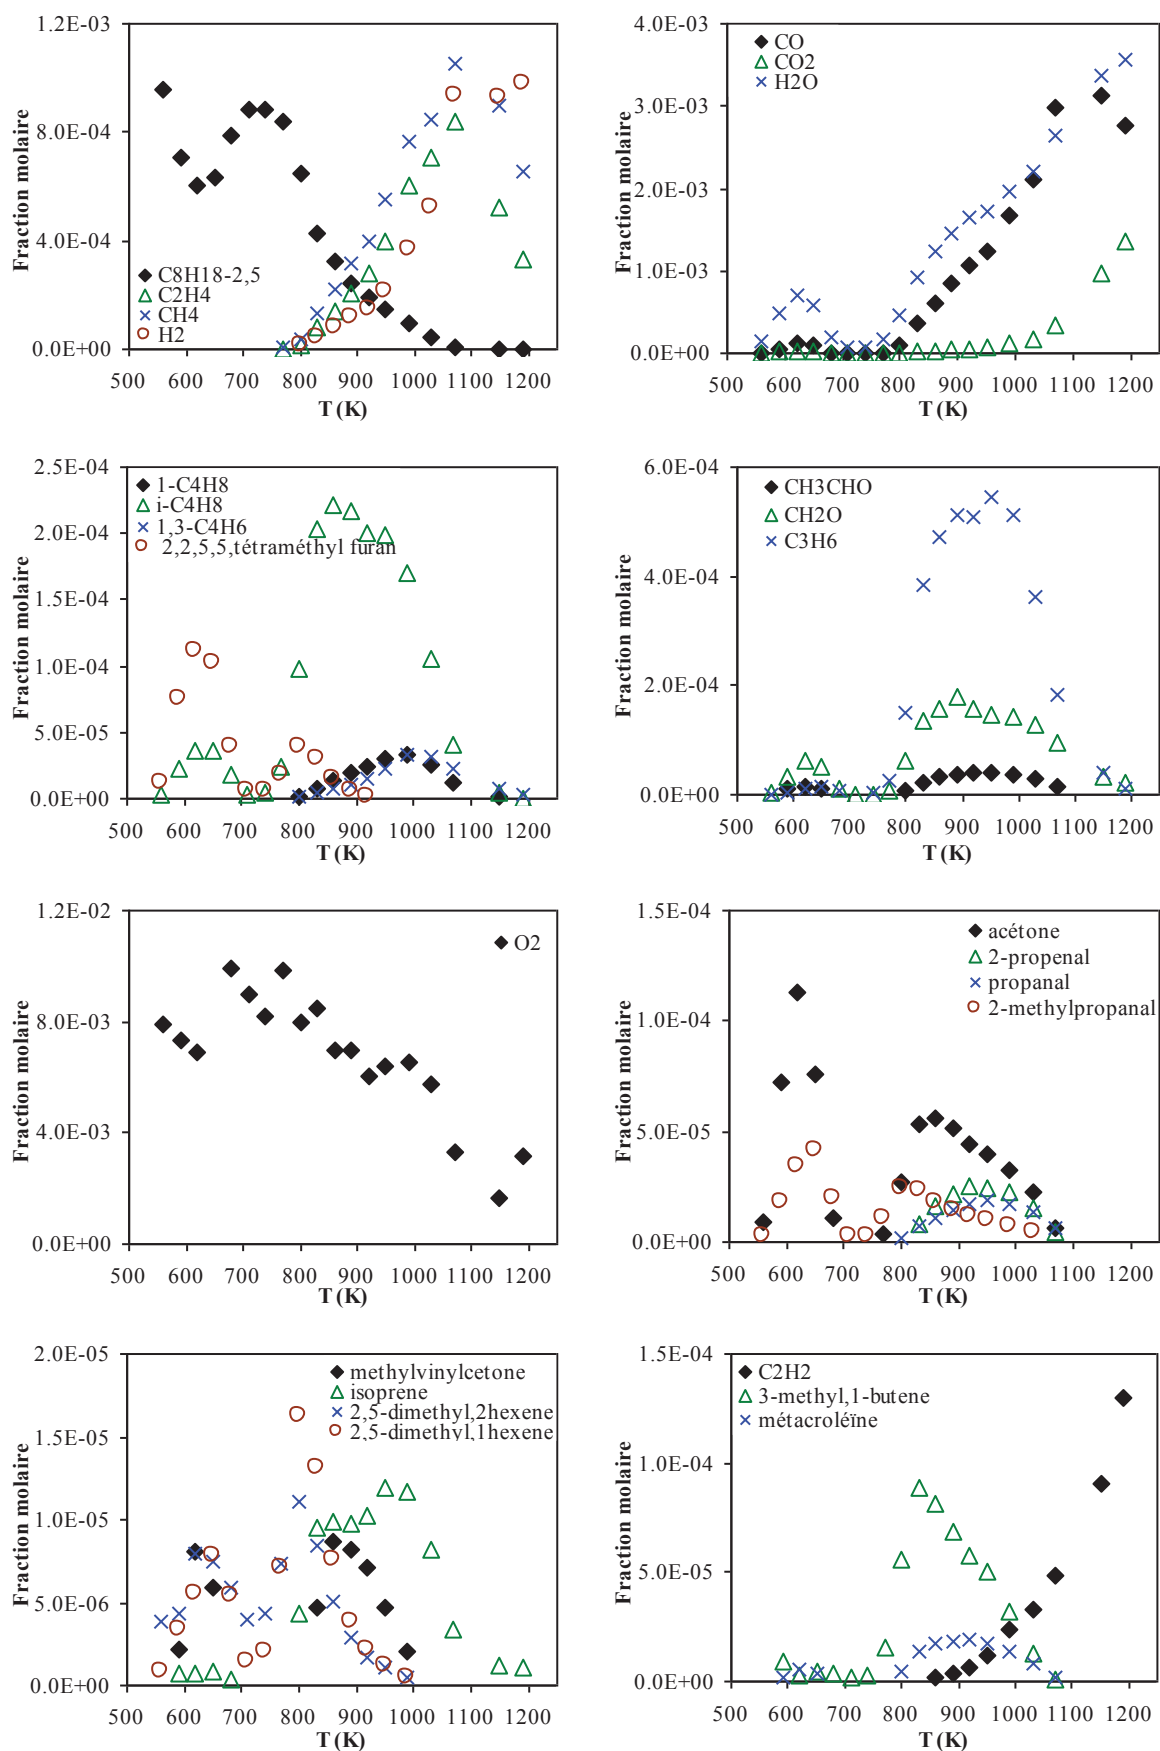 1.2E-03
8.0E-04
4.0E-04
0.0E+00
Fraction molaire
C8H18-2,5
C2H4
CH4
H2
500 600 700 800 900 1000 1100 1200
T (K)
4.0E-03
3.0E-03
2.0E-03
1.0E-03
0.0E+00
Fraction molaire
CO
CO2
H2O
500 600 700 800 900 1000 1100 1200
T (K)
2.5E-04
2.0E-04
1.5E-04
1.0E-04
5.0E-05
0.0E+00
Fraction molaire
1-C4H8
i-C4H8
1,3-C4H6
2,2,5,5,tétraméthyl furan
500 600 700 800 900 1000 1100 1200
T (K)
6.0E-04
4.0E-04
2.0E-04
0.0E+00
Fraction molaire
CH3CHO
CH2O
C3H6
500 600 700 800 900 1000 1100 1200
T (K)
1.2E-02
8.0E-03
4.0E-03
0.0E+00
Fraction molaire
O2
500 600 700 800 900 1000 1100 1200
T (K)
1.5E-04
1.0E-04
5.0E-05
0.0E+00
Fraction molaire
acétone
2-propenal
propanal
2-methylpropanal
500 600 700 800 900 1000 1100 1200
T (K)
2.0E-05
1.5E-05
1.0E-05
5.0E-06
0.0E+00
Fraction molaire
methylvinylcetone
isoprene
2,5-dimethyl,2hexene
2,5-dimethyl,1hexene
500 600 700 800 900 1000 1100 1200
T (K)
1.5E-04
1.0E-04
5.0E-05
0.0E+00
Fraction molaire
C2H2
3-methyl,1-butene
métacroléïne
500 600 700 800 900 1000 1100 1200
T (K)